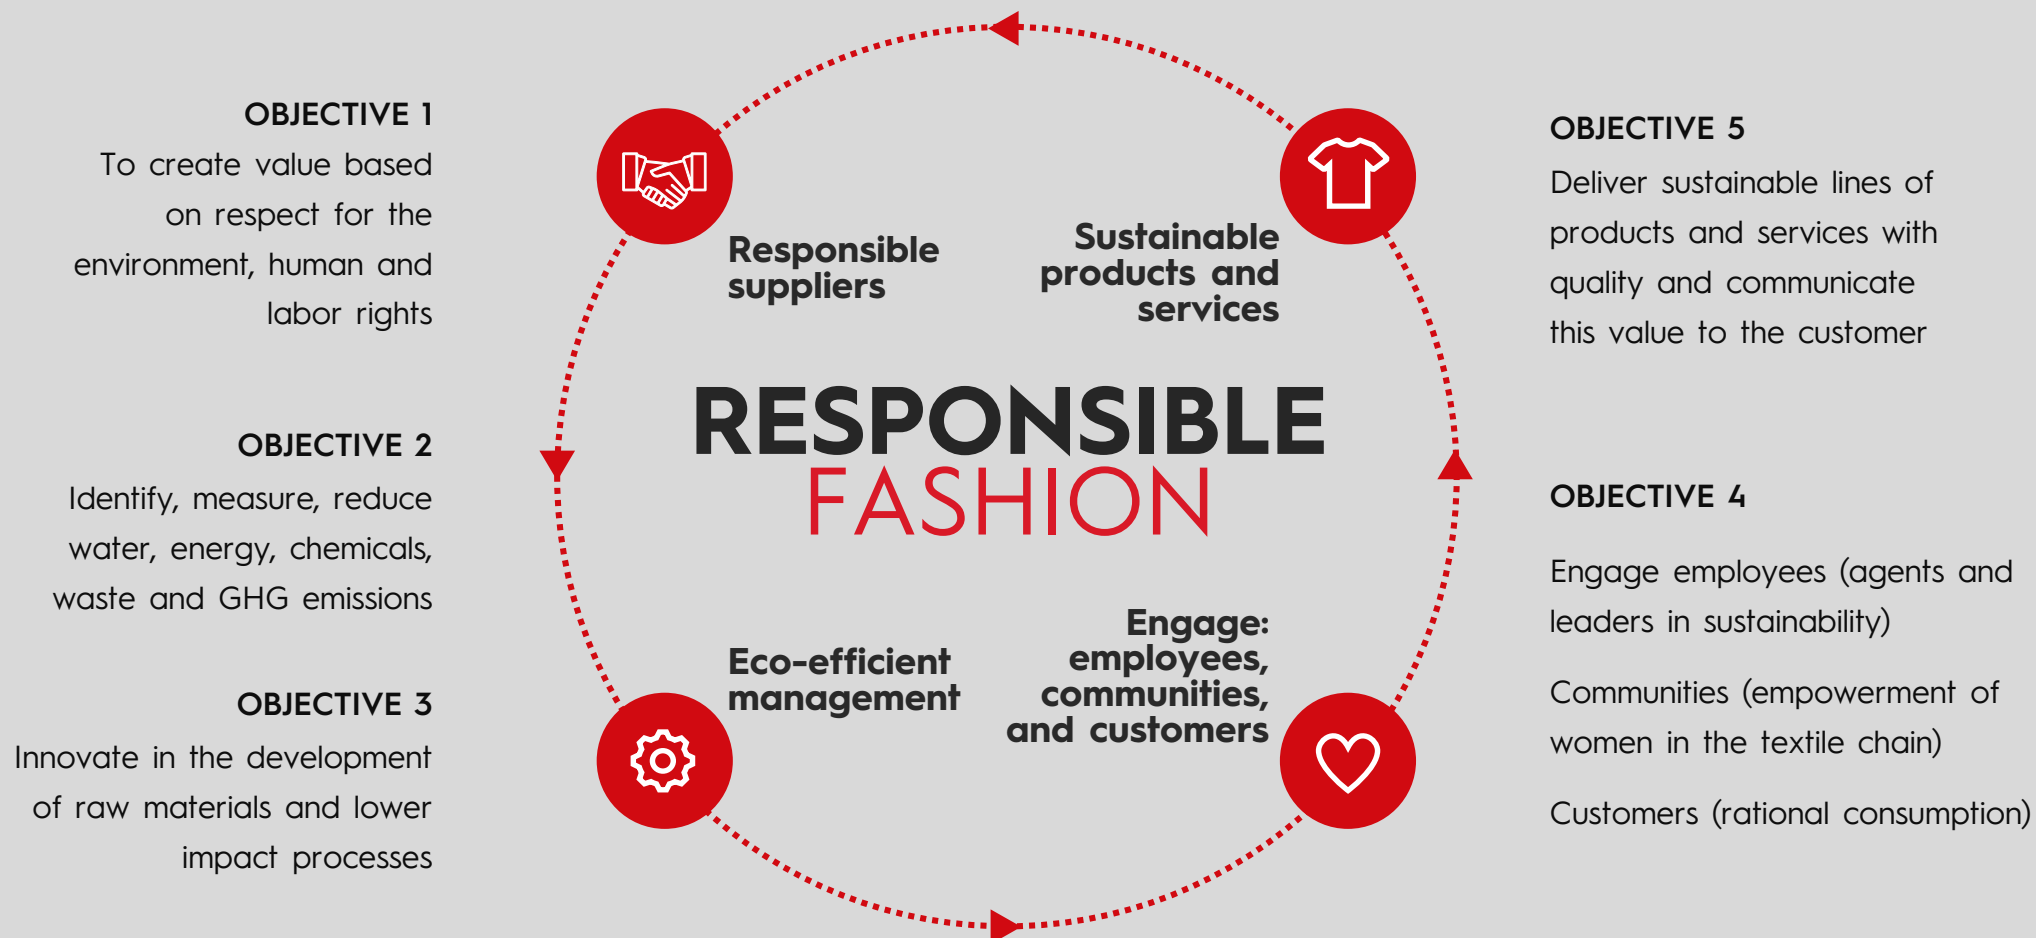 OBJECTIVE 1
To create value based
on respect for the
environment, human and
labor rights
OBJECTIVE 2
Identify, measure, reduce
water, energy, chemicals,
waste and GHG emissions
OBJECTIVE 3
Innovate in the development
of raw materials and lower
impact processes
Responsible
suppliers
Sustainable
products and
services
RESPONSIBLE
FASHION
Eco-efficient
management
Engage:
employees,
communities,
and customers
OBJECTIVE 5
Deliver sustainable lines of
products and services with
quality and communicate
this value to the customer
OBJECTIVE 4
Engage employees (agents and
leaders in sustainability)
Communities (empowerment of
women in the textile chain)
Customers (rational consumption)